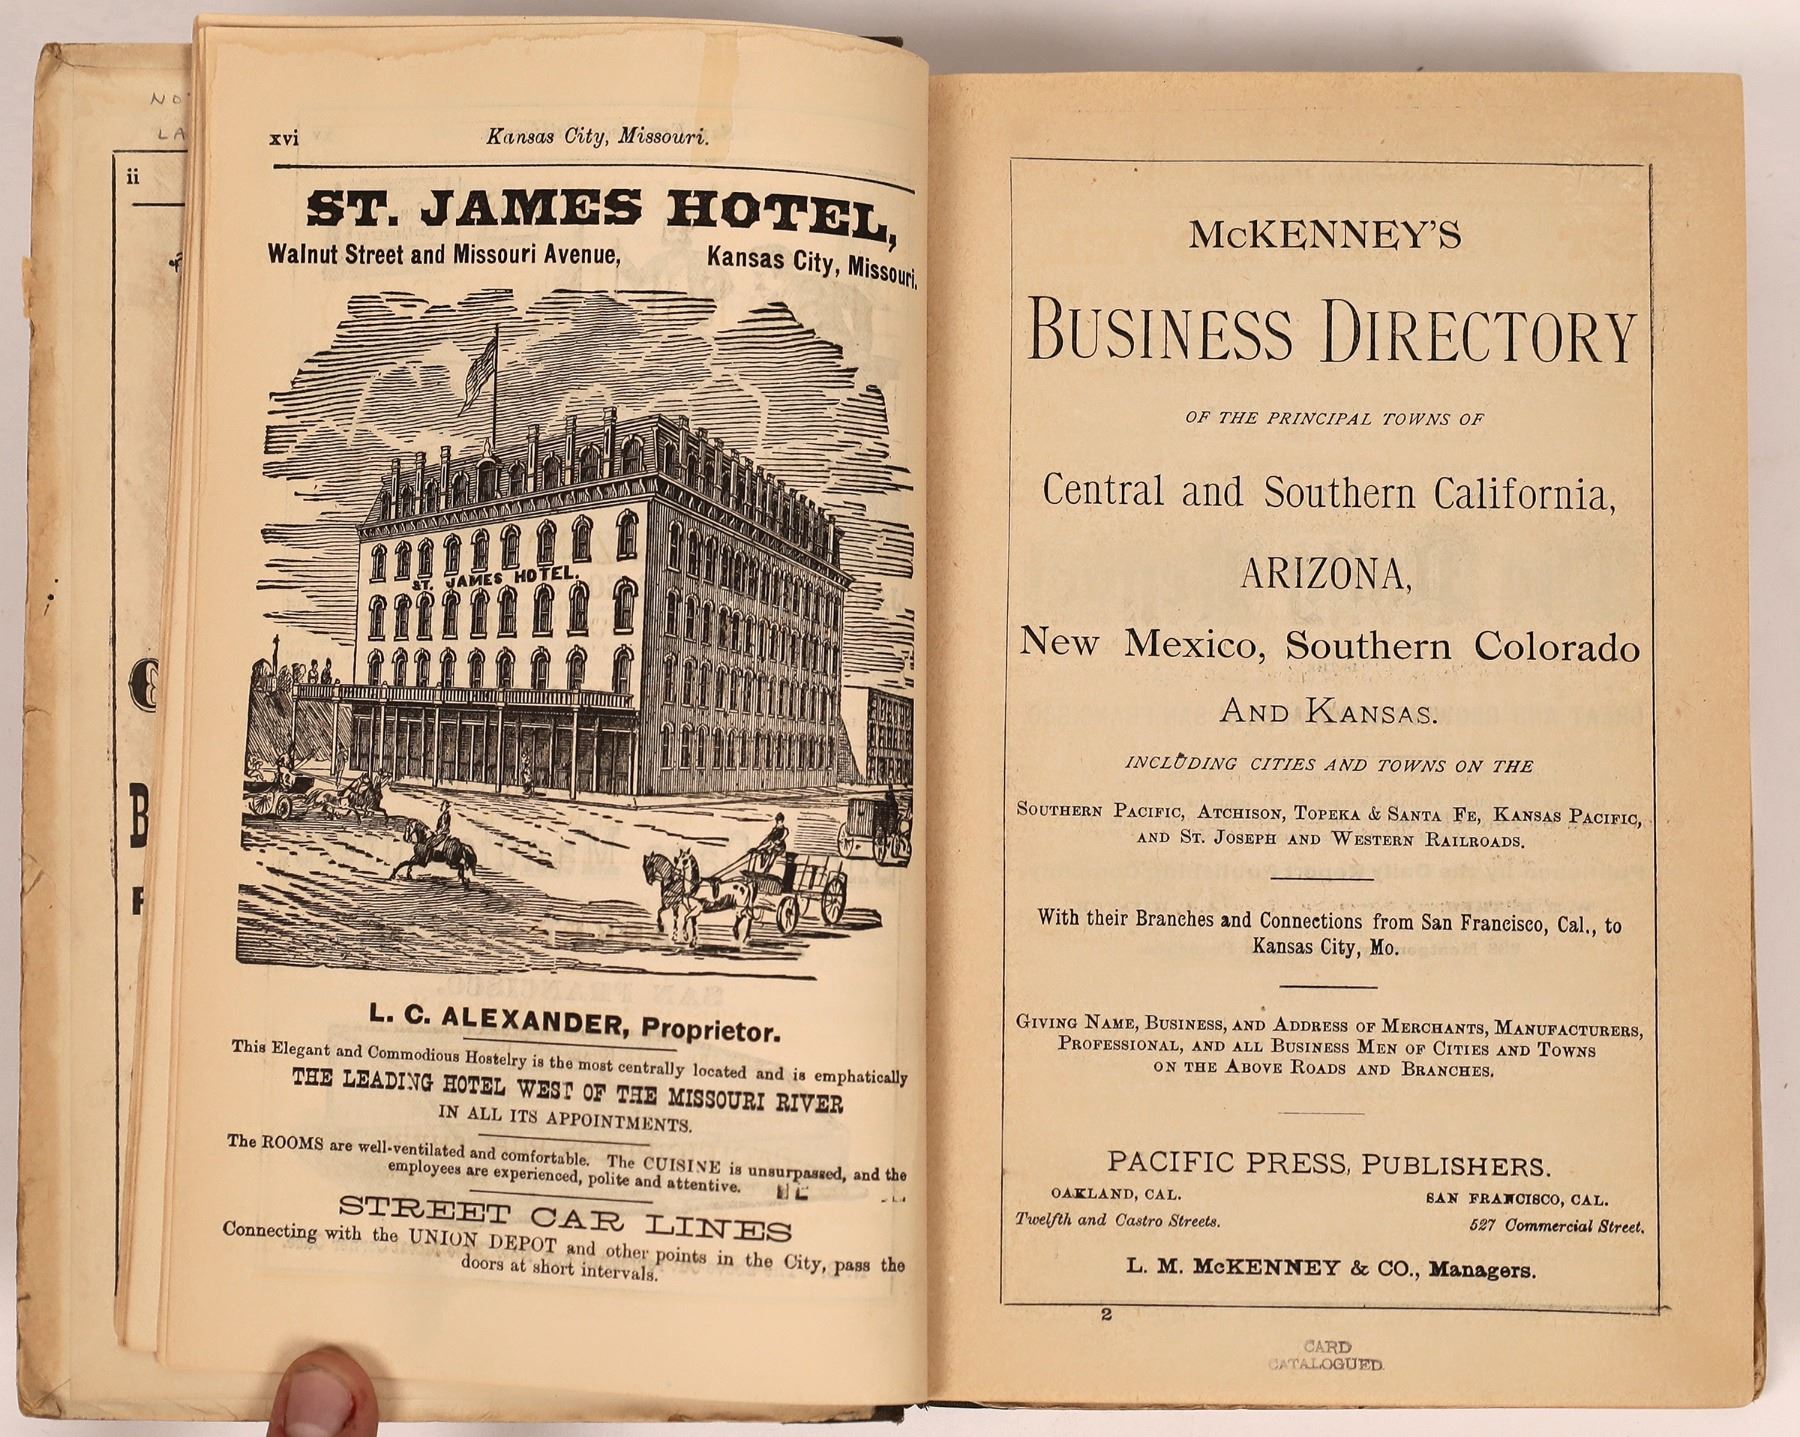 NO
LA
ii
B
F
xvi
Kansas City, Missouri.
ST. JAMES HOTEL,
Walnut Street and Missouri Avenue, Kansas City, Missouri.
ST. JAMES HOTEL.
L. C. ALEXANDER, Proprietor.
This Elegant and Commodious Hostelry is the most centrally located and is emphatically
THE LEADING HOTEL WEST OF THE MISSOURI RIVER
IN ALL ITS APPOINTMENTS.
The ROOMS are well-ventilated and comfortable. The CUISINE is unsurpassed, and the
employees are experienced, polite and attentive.
STREET CAR LINES
Connecting with the UNION DEPOT and other points in the City, pass the
doors at short intervals.
McKENNEY'S
BUSINESS DIRECTORY
OF THE PRINCIPAL TOWNS OF
Central and Southern California,
ARIZONA,
New Mexico, Southern Colorado
AND KANSAS.
INCLUDING CITIES AND TOWNS ON THE
SOUTHERN PACIFIC, ATCHISON, TOPEKA & SANTA FE, KANSAS PACIFIC,
AND ST. JOSEPH AND WESTERN RAILROADS.
With their Branches and Connections from San Francisco, Cal., to
Kansas City, Mo.
GIVING NAME, BUSINESS, AND ADDRESS OF MERCHANTS, MANUFACTURERS,
PROFESSIONAL, AND ALL BUSINESS MEN OF CITIES AND TOWNS
ON THE ABOVE ROADS AND BRANCHES.
PACIFIC PRESS, PUBLISHERS.
OAKLAND, CAL. SAN FRANCISCO, CAL.
Twelfth and Castro Streets. 527 Commercial Street.
L. M. McKENNEY & CO., Managers.
2
CARD
CATALOGUED